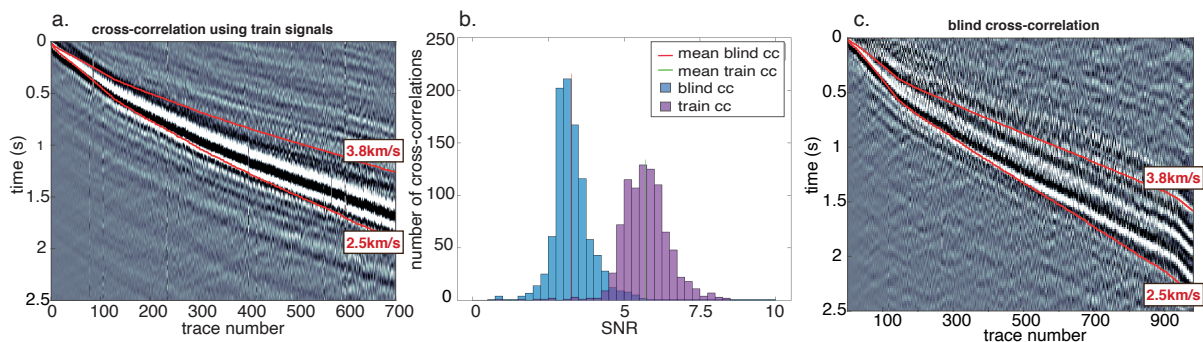 a.
cross-correlation using train signals
0
0.5
1
1.5
2
2.5
time (s)
3.8km/s
2.5km/s
0 100 200 300 400 500 600 700
trace number
b.
250
200
150
100
50
0
number of cross-correlations
mean blind cc
mean train cc
blind cc
train cc
0 2.5 5 7.5 10
SNR
c.
blind cross-correlation
0
0.5
1
1.5
2
2.5
time (s)
3.8km/s
2.5km/s
100 300 500 700 900
trace number